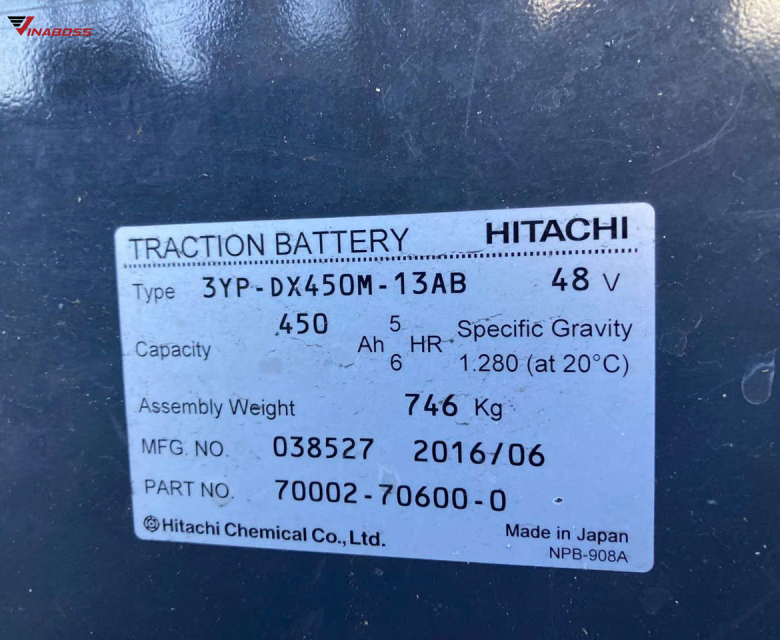 VINABOSS
TRACTION BATTERY HITACHI
Type 3YP-DX450M-13AB 48 V
Capacity 450 Ah 5 HR Specific Gravity
6 1.280 (at 20°C)
Assembly Weight 746 Kg
MFG. NO. 038527 2016/06
PART NO. 70002-70600-0
Hitachi Chemical Co., Ltd. Made in Japan
NPB-908A